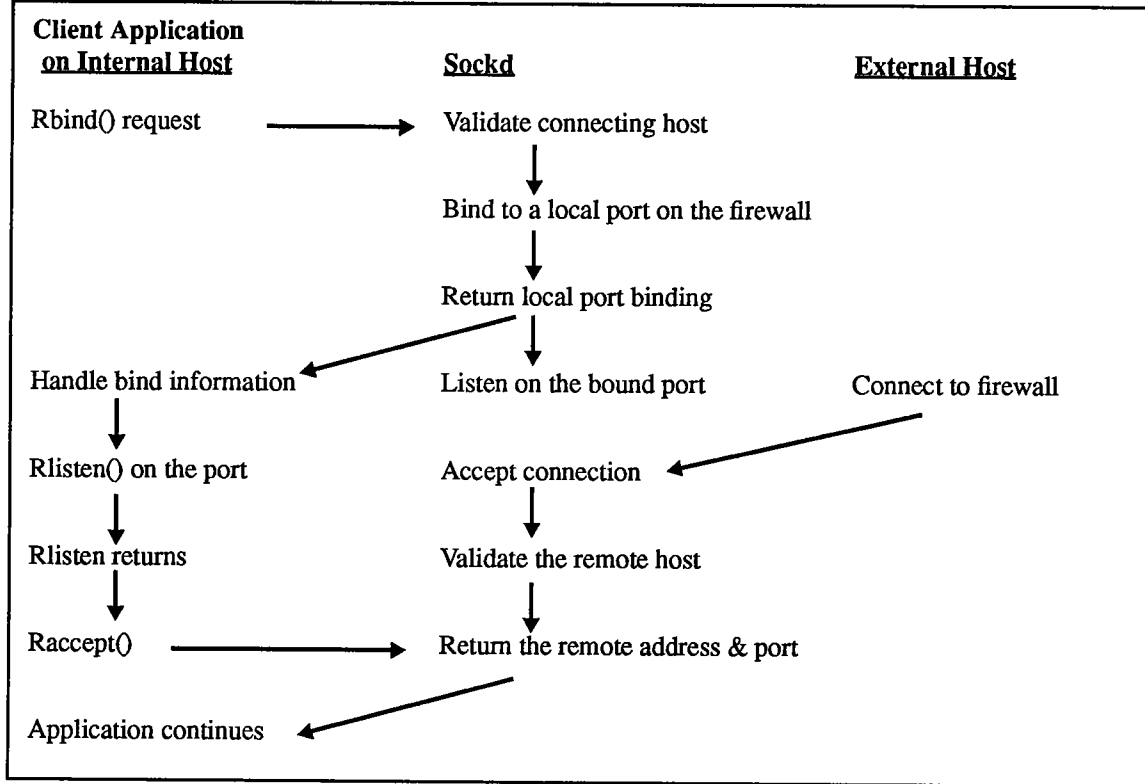 Client Application
on Internal Host
Sockd
External Host
Rbind() request
Validate connecting host
Bind to a local port on the firewall
Return local port binding
Handle bind information
Listen on the bound port
Connect to firewall
Rlisten() on the port
Accept connection
Rlisten returns
Validate the remote host
Raccept()
Return the remote address & port
Application continues